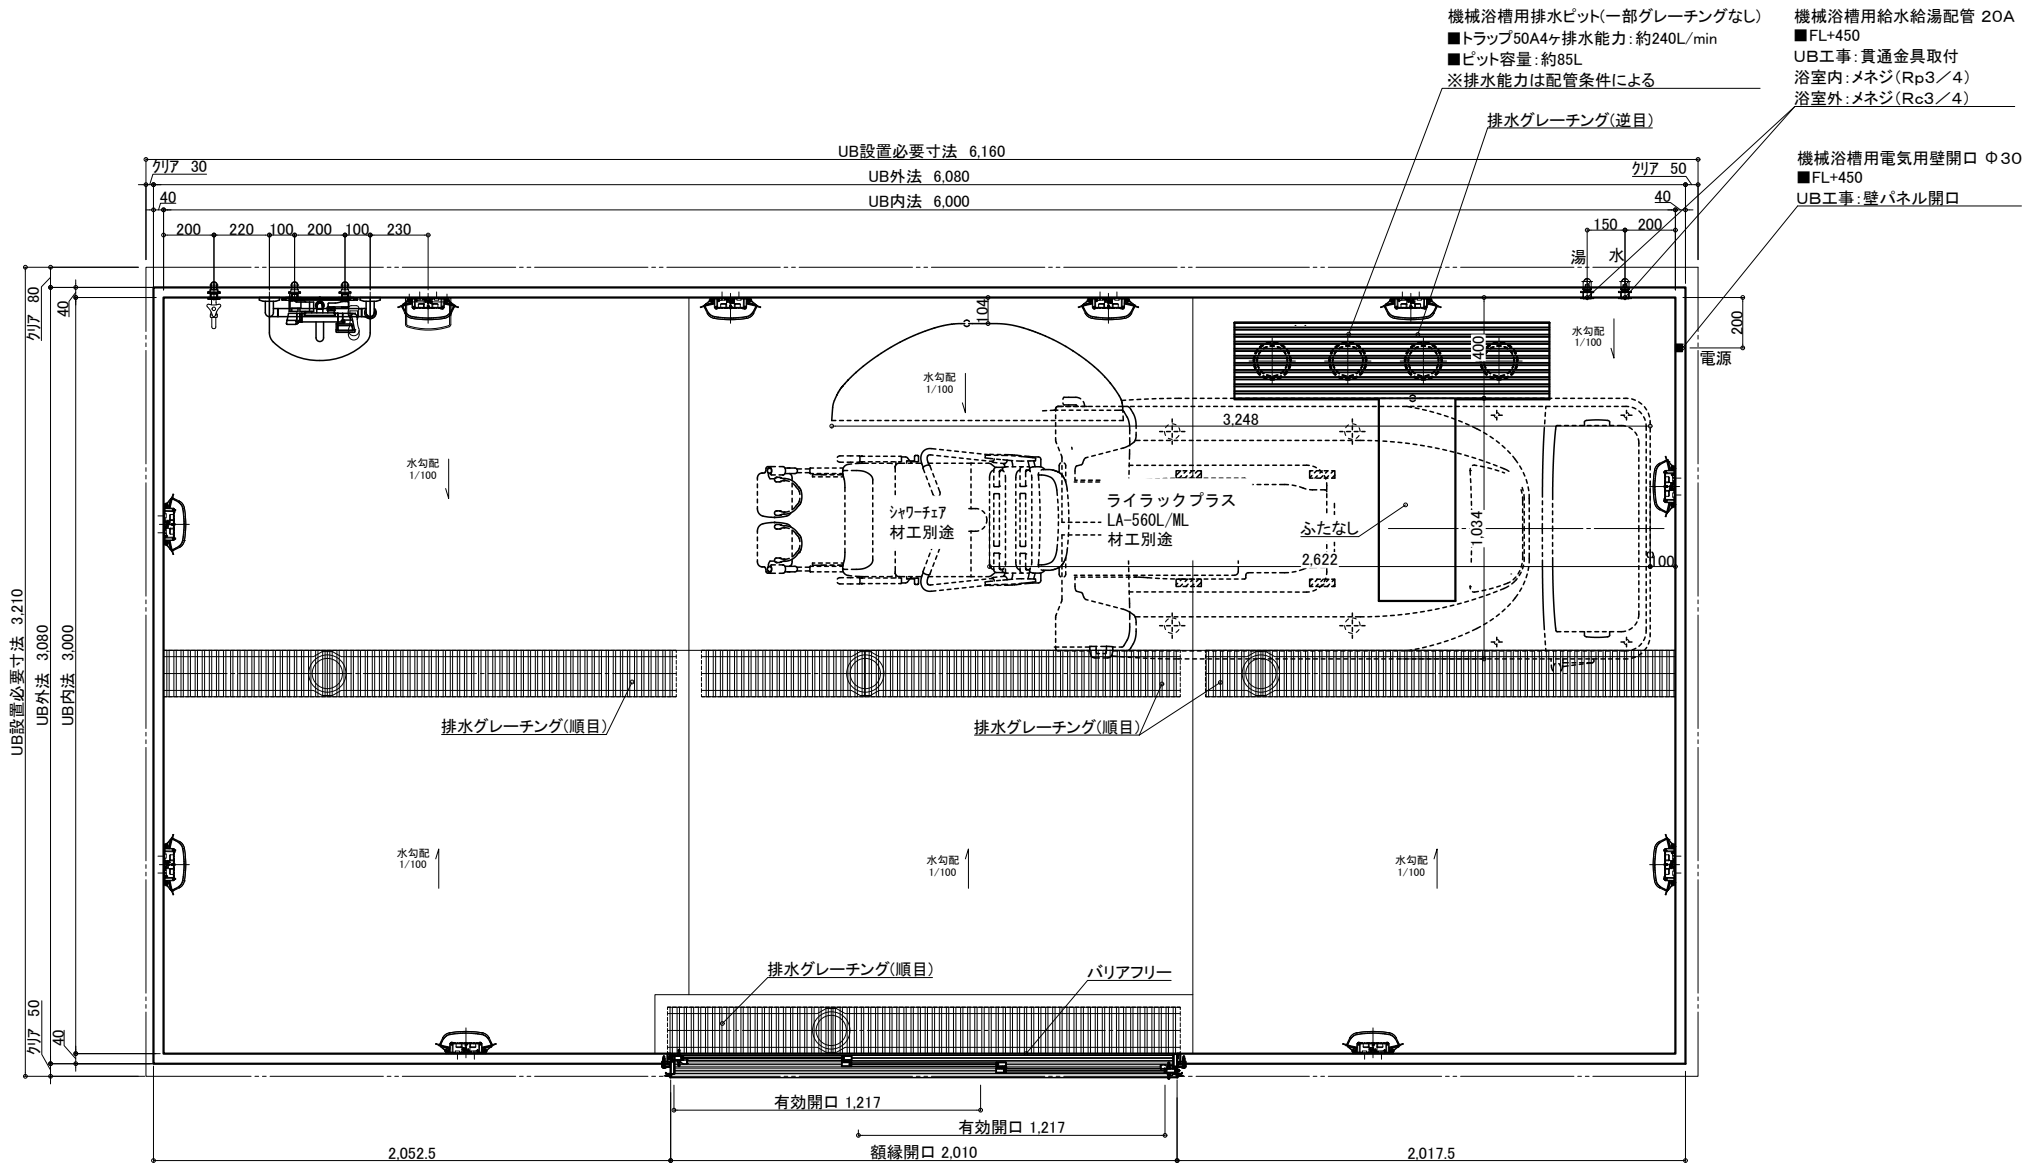 機械浴槽用排水ピット(一部グレーチングなし)
■トラップ50A4ヶ排水能力:約240L/min
■ピット容量:約85L
※排水能力は配管条件による
機械浴槽用給水給湯配管 20A
■FL+450
UB工事:貫通金具取付
浴室内:メネジ(Rp3/4)
浴室外:メネジ(Rc3/4)
排水グレーチング(逆目)
機械浴槽用電気用壁開口 Φ30
■FL+450
UB工事:壁パネル開口
UB設置必要寸法 6,160
クリア 30
UB外法 6,080
クリア 50
40
UB内法 6,000
40
200
220
100
200
100
230
150
200
湯
水
クリア 80
40
104
400
水勾配
1/100
200
電源
水勾配
1/100
3,248
水勾配
1/100
シャワーチェア
材工別途
ライラックプラス
LA-560L/ML
材工別途
ふたなし
1,034
2,622
100
UB設置必要寸法 3,210
UB外法 3,080
UB内法 3,000
排水グレーチング(順目)
排水グレーチング(順目)
水勾配
1/100
水勾配
1/100
水勾配
1/100
排水グレーチング(順目)
バリアフリー
クリア 50
40
有効開口 1,217
有効開口 1,217
2,052.5
額縁開口 2,010
2,017.5